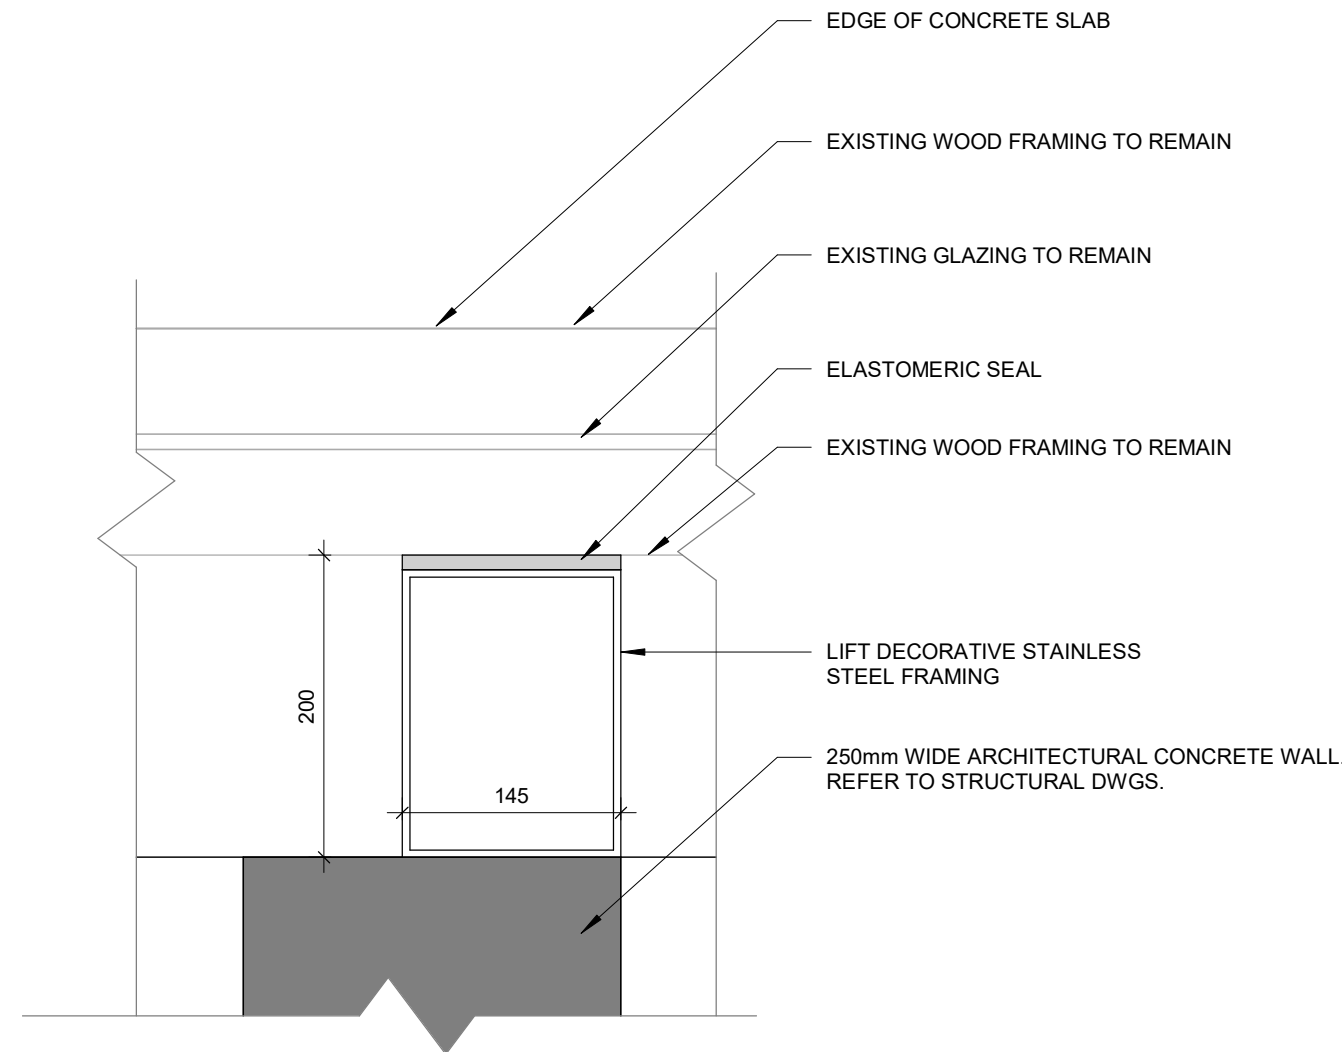 EDGE OF CONCRETE SLAB
EXISTING WOOD FRAMING TO REMAIN
EXISTING GLAZING TO REMAIN
ELASTOMERIC SEAL
EXISTING WOOD FRAMING TO REMAIN
LIFT DECORATIVE STAINLESS
STEEL FRAMING
200
145
250mm WIDE ARCHITECTURAL CONCRETE WALL.
REFER TO STRUCTURAL DWGS.